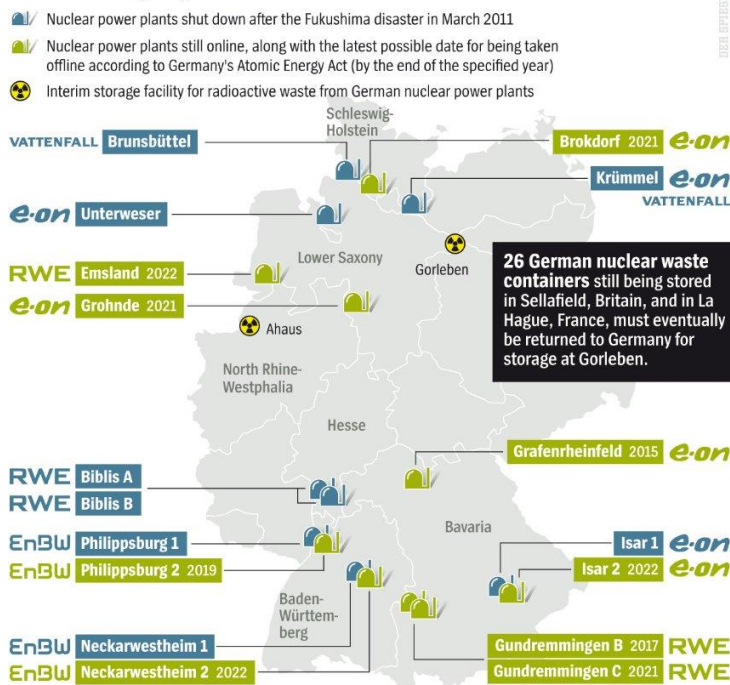 Nuclear power plants shut down after the Fukushima disaster in March 2011
Nuclear power plants still online, along with the latest possible date for being taken
offline according to Germany's Atomic Energy Act (by the end of the specified year)
Interim storage facility for radioactive waste from German nuclear power plants
Schleswig-
Holstein
VATTENFALL Brunsbüttel
Brokdorf 2021 e·on
Krümmel e·on
VATTENFALL
e·on Unterweser
Lower Saxony
Gorleben
RWE Emsland 2022
e·on Grohnde 2021
Ahaus
26 German nuclear waste
containers still being stored
in Sellafield, Britain, and in La
Hague, France, must eventually
be returned to Germany for
storage at Gorleben.
North Rhine-
Westphalia
Hesse
Grafenrheinfeld 2015 e·on
RWE Biblis A
RWE Biblis B
Bavaria
EnBW Philippsburg 1
EnBW Philippsburg 2 2019
Isar 1 e·on
Isar 2 2022 e·on
Baden-
Württem-
berg
EnBW Neckarwestheim 1
EnBW Neckarwestheim 2 2022
Gundremmingen B 2017 RWE
Gundremmingen C 2021 RWE